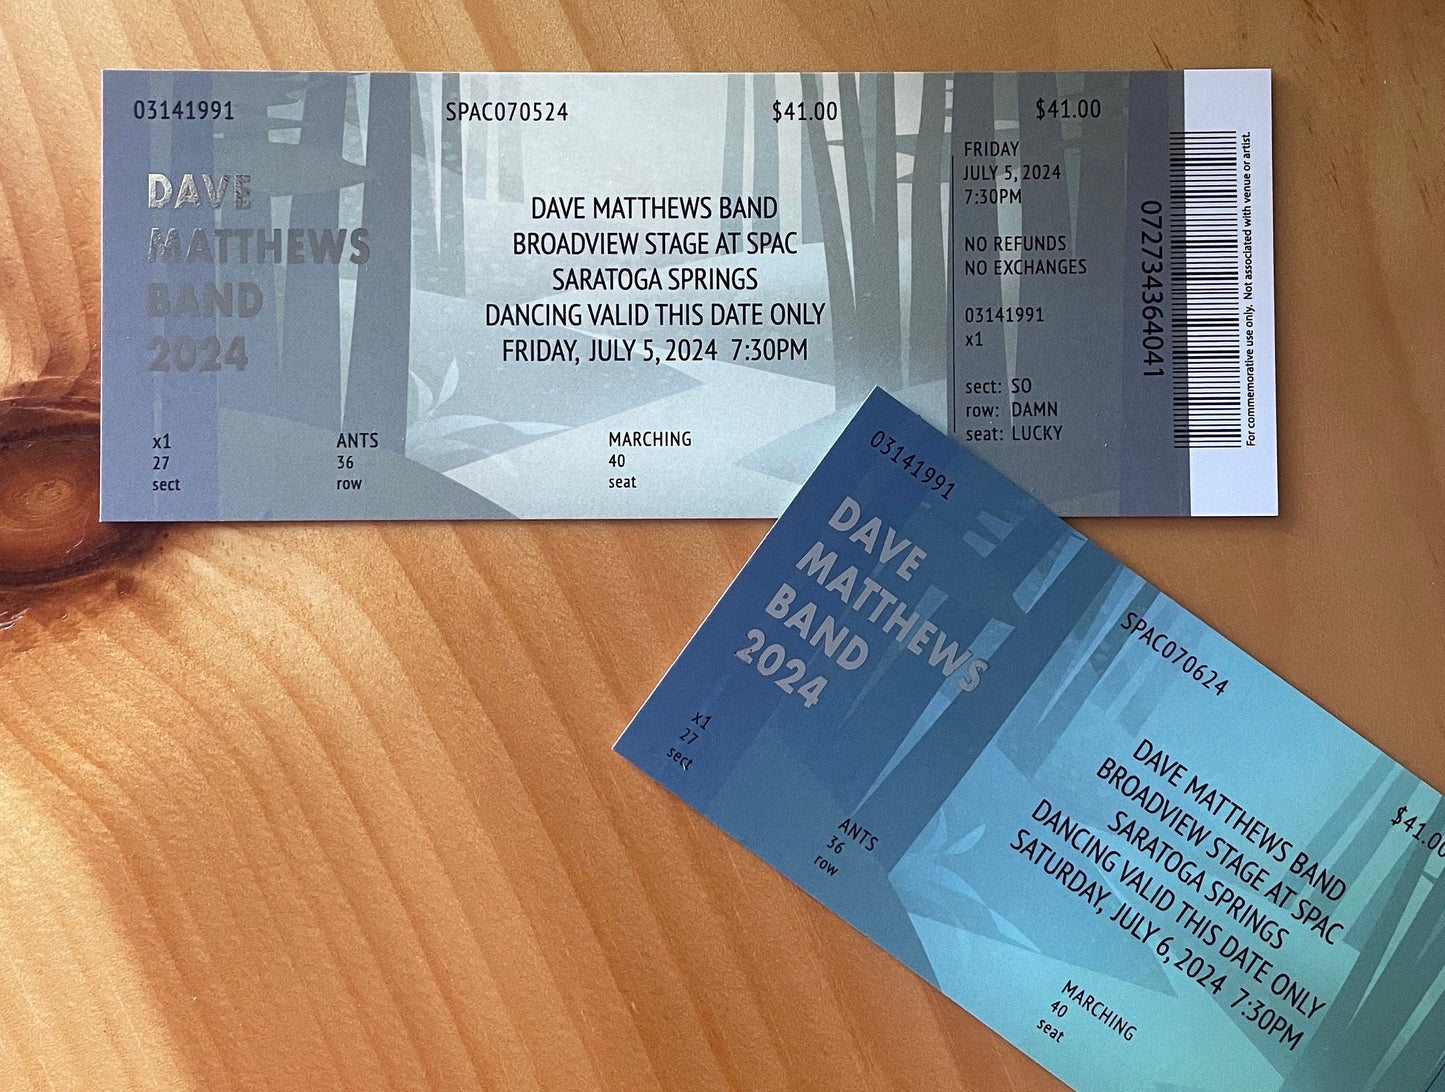 03141991
SPAC070524
$41.00
$41.00
DAVE
MATTHEWS
BAND
2024
DAVE MATTHEWS BAND
BROADVIEW STAGE AT SPAC
SARATOGA SPRINGS
DANCING VALID THIS DATE ONLY
FRIDAY, JULY 5, 2024 7:30PM
x1
27
sect
ANTS
36
row
MARCHING
40
seat
FRIDAY
JULY 5, 2024
7:30PM
NO REFUNDS
NO EXCHANGES
03141991
x1
sect: SO
row: DAMN
seat: LUCKY
072734364041
For commemorative use only. Not associated with venue or artist.
03141991
SPAC070624
$41.00
DAVE
MATTHEWS
BAND
2024
DAVE MATTHEWS BAND
BROADVIEW STAGE AT SPAC
SARATOGA SPRINGS
DANCING VALID THIS DATE ONLY
SATURDAY, JULY 6, 2024 7:30PM
x1
27
sect
ANTS
36
row
MARCHING
40
seat